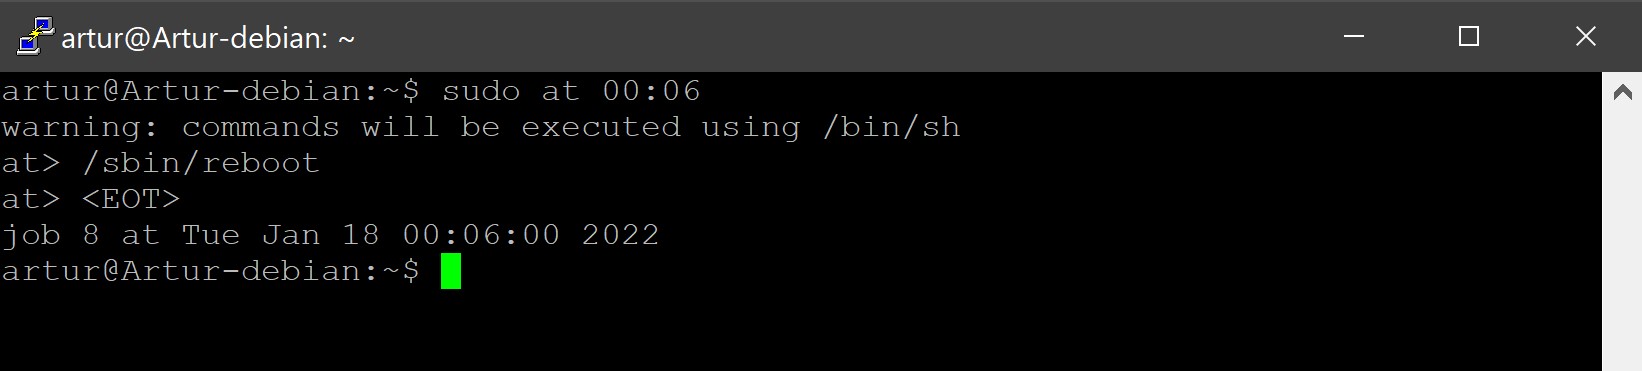 artur@Artur-debian: ~
artur@Artur-debian:~$ sudo at 00:06
warning: commands will be executed using /bin/sh
at> /sbin/reboot
at> <EOT>
job 8 at Tue Jan 18 00:06:00 2022
artur@Artur-debian:~$